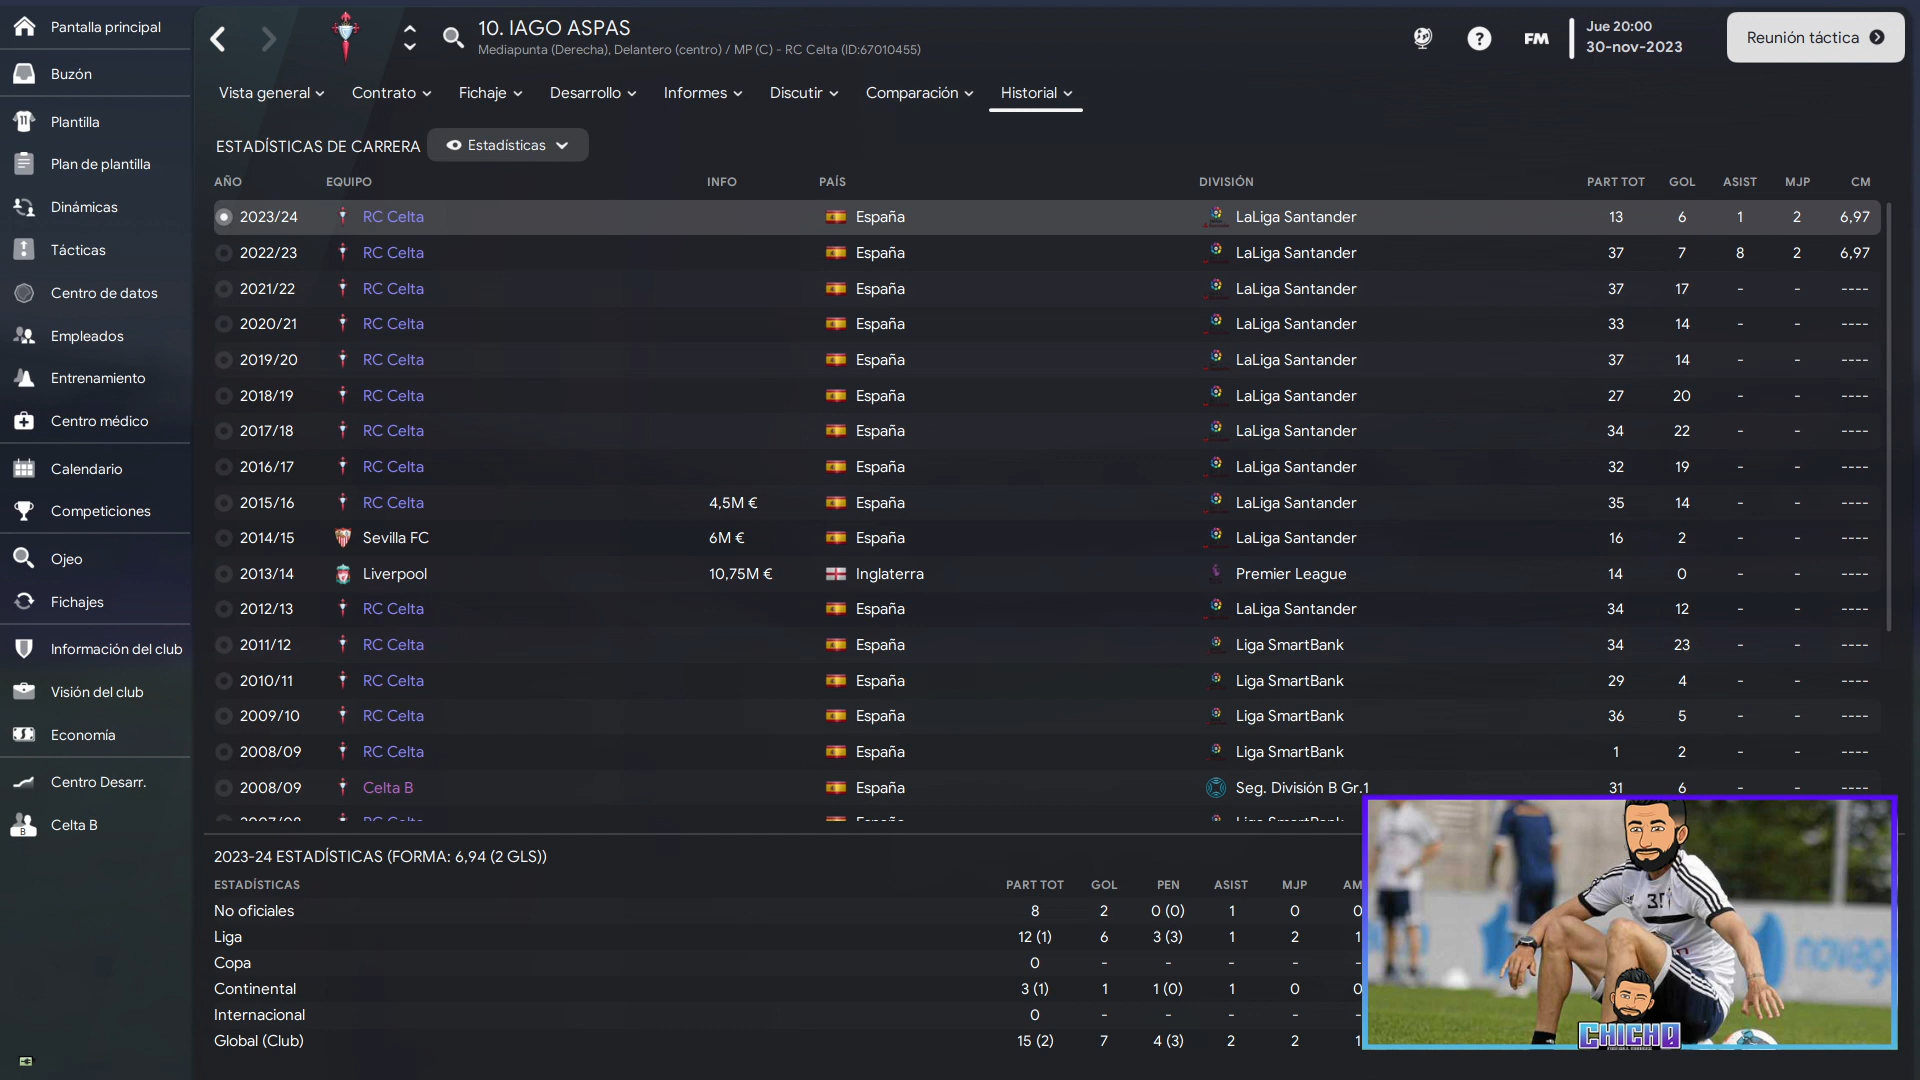 Pantalla principal
Buzón
Plantilla
Plan de plantilla
Dinámicas
Tácticas
Centro de datos
Empleados
Entrenamiento
Centro médico
Calendario
Competiciones
Ojeo
Fichajes
Información del club
Visión del club
Economía
Centro Desarr.
Celta B
10. IAGO ASPAS
Mediapunta (Derecha), Delantero (centro) / MP (C) - RC Celta (ID:67010455)
FM
Jue 20:00
30-nov-2023
Reunión táctica
Vista general Contrato Fichaje Desarrollo Informes Discutir Comparación Historial
ESTADÍSTICAS DE CARRERA Estadísticas
AÑO EQUIPO INFO PAÍS DIVISIÓN PART TOT GOL ASIST MJP CM
2023/24 RC Celta España LaLiga Santander 13 6 1 2 6,97
2022/23 RC Celta España LaLiga Santander 37 7 8 2 6,97
2021/22 RC Celta España LaLiga Santander 37 17 - - ----
2020/21 RC Celta España LaLiga Santander 33 14 - - ----
2019/20 RC Celta España LaLiga Santander 37 14 - - ----
2018/19 RC Celta España LaLiga Santander 27 20 - - ----
2017/18 RC Celta España LaLiga Santander 34 22 - - ----
2016/17 RC Celta España LaLiga Santander 32 19 - - ----
2015/16 RC Celta 4,5M € España LaLiga Santander 35 14 - - ----
2014/15 Sevilla FC 6M € España LaLiga Santander 16 2 - - ----
2013/14 Liverpool 10,75M € Inglaterra Premier League 14 0 - - ----
2012/13 RC Celta España LaLiga Santander 34 12 - - ----
2011/12 RC Celta España Liga SmartBank 34 23 - - ----
2010/11 RC Celta España Liga SmartBank 29 4 - - ----
2009/10 RC Celta España Liga SmartBank 36 5 - - ----
2008/09 RC Celta España Liga SmartBank 1 2 - - ----
2008/09 Celta B España Seg. División B Gr.1 31 6 - - ----
2007/08 RC Celta España Liga SmartBank
2023-24 ESTADÍSTICAS (FORMA: 6,94 (2 GLS))
ESTADÍSTICAS PART TOT GOL PEN ASIST MJP AM
No oficiales 8 2 0 (0) 1 0 0
Liga 12 (1) 6 3 (3) 1 2 1
Copa 0 - - - - -
Continental 3 (1) 1 1 (0) 1 0 0
Internacional 0 - - - - -
Global (Club) 15 (2) 7 4 (3) 2 2 1
CHICHO